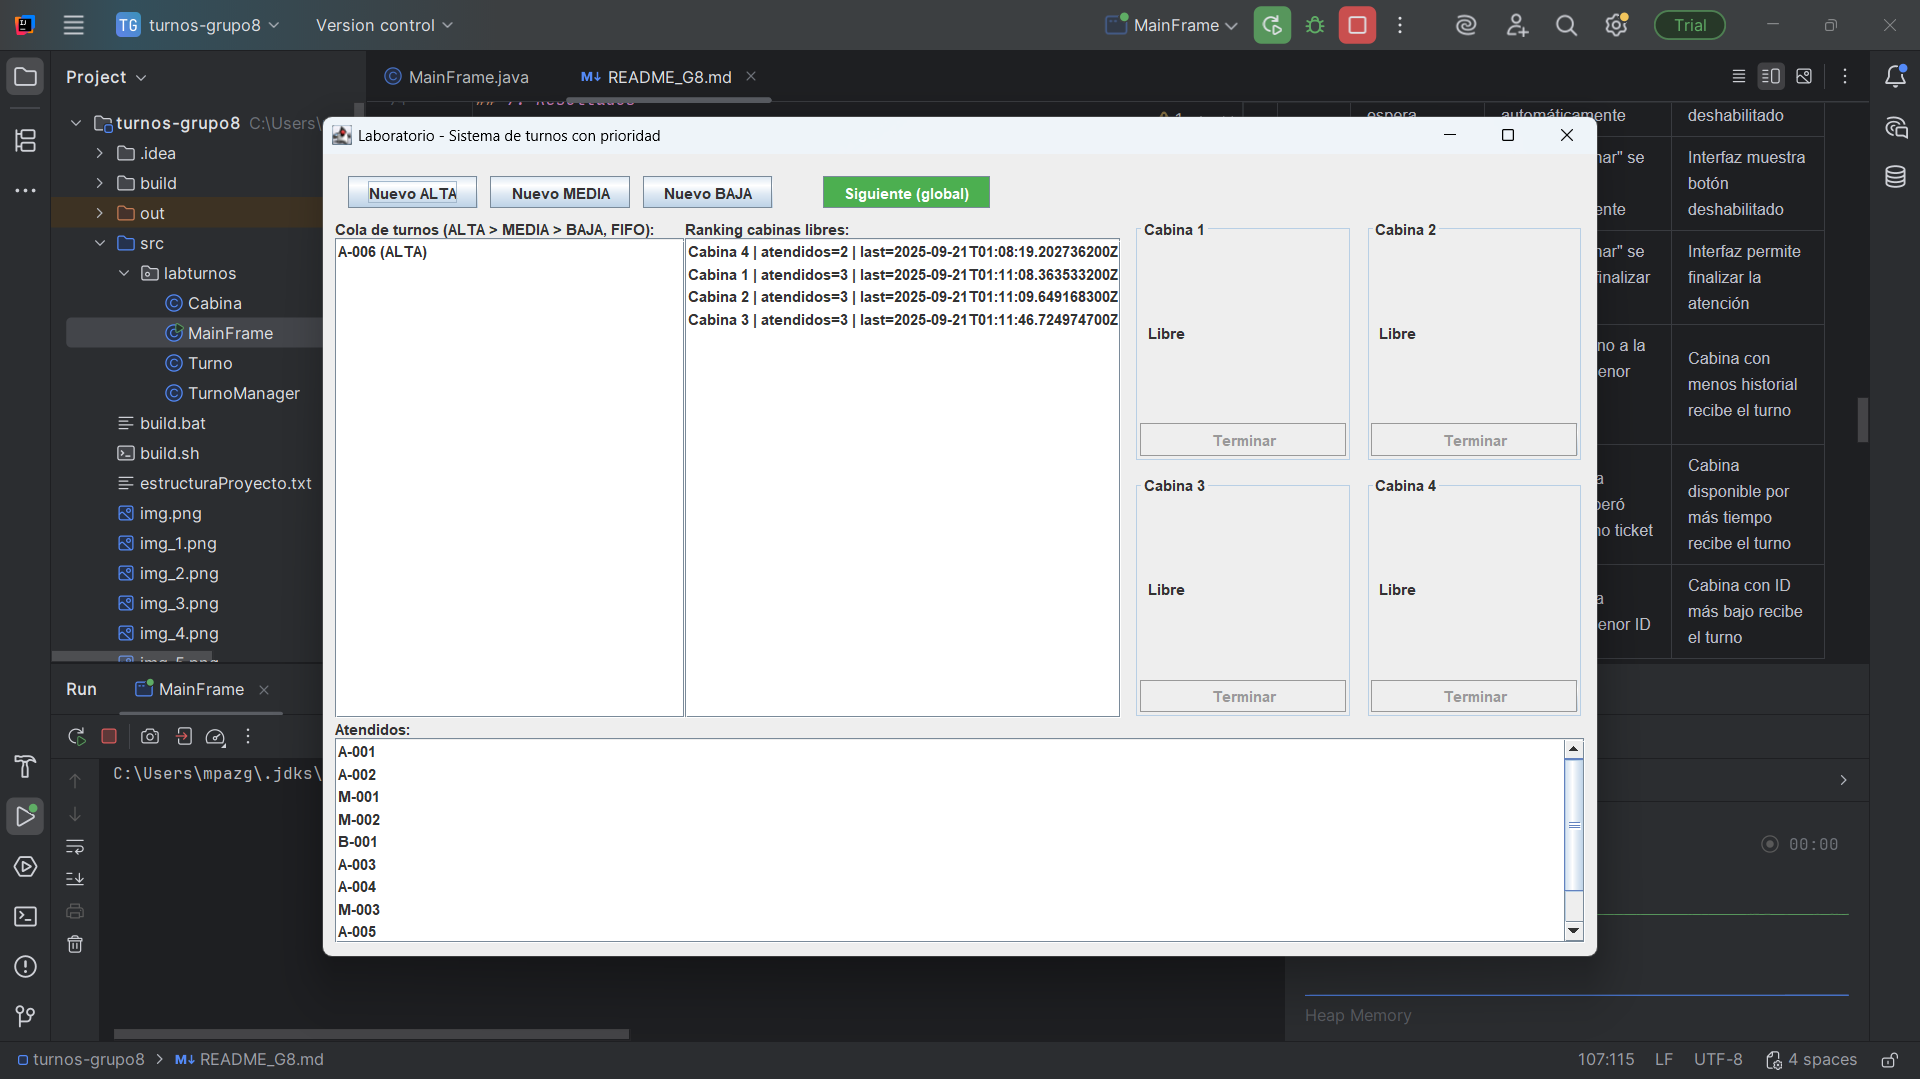 TG turnos-grupo8
Version control
MainFrame
Trial
Project
MainFrame.java
README_G8.md
turnos-grupo8 C:\Users\
.idea
build
out
src
labturnos
Cabina
MainFrame
Turno
TurnoManager
build.bat
build.sh
estructuraProyecto.txt
img.png
img_1.png
img_2.png
img_3.png
img_4.png
Laboratorio - Sistema de turnos con prioridad
Nuevo ALTA
Nuevo MEDIA
Nuevo BAJA
Siguiente (global)
Cola de turnos (ALTA > MEDIA > BAJA, FIFO):
A-006 (ALTA)
Ranking cabinas libres:
Cabina 4 | atendidos=2 | last=2025-09-21T01:08:19.202736200Z
Cabina 1 | atendidos=3 | last=2025-09-21T01:11:08.363533200Z
Cabina 2 | atendidos=3 | last=2025-09-21T01:11:09.649168300Z
Cabina 3 | atendidos=3 | last=2025-09-21T01:11:46.724974700Z
Cabina 1
Libre
Terminar
Cabina 2
Libre
Terminar
Cabina 3
Libre
Terminar
Cabina 4
Libre
Terminar
Atendidos:
A-001
A-002
M-001
M-002
B-001
A-003
A-004
M-003
A-005
deshabilitado
nar" se
ente
Interfaz muestra
botón
deshabilitado
nar" se
finalizar
Interfaz permite
finalizar la
atención
no a la
enor
Cabina con
menos historial
recibe el turno
a
peró
no ticket
Cabina
disponible por
más tiempo
recibe el turno
a
enor ID
Cabina con ID
más bajo recibe
el turno
Run
MainFrame
C:\Users\mpazg\.jdks\
00:00
Heap Memory
turnos-grupo8 > README_G8.md
107:115
LF
UTF-8
4 spaces